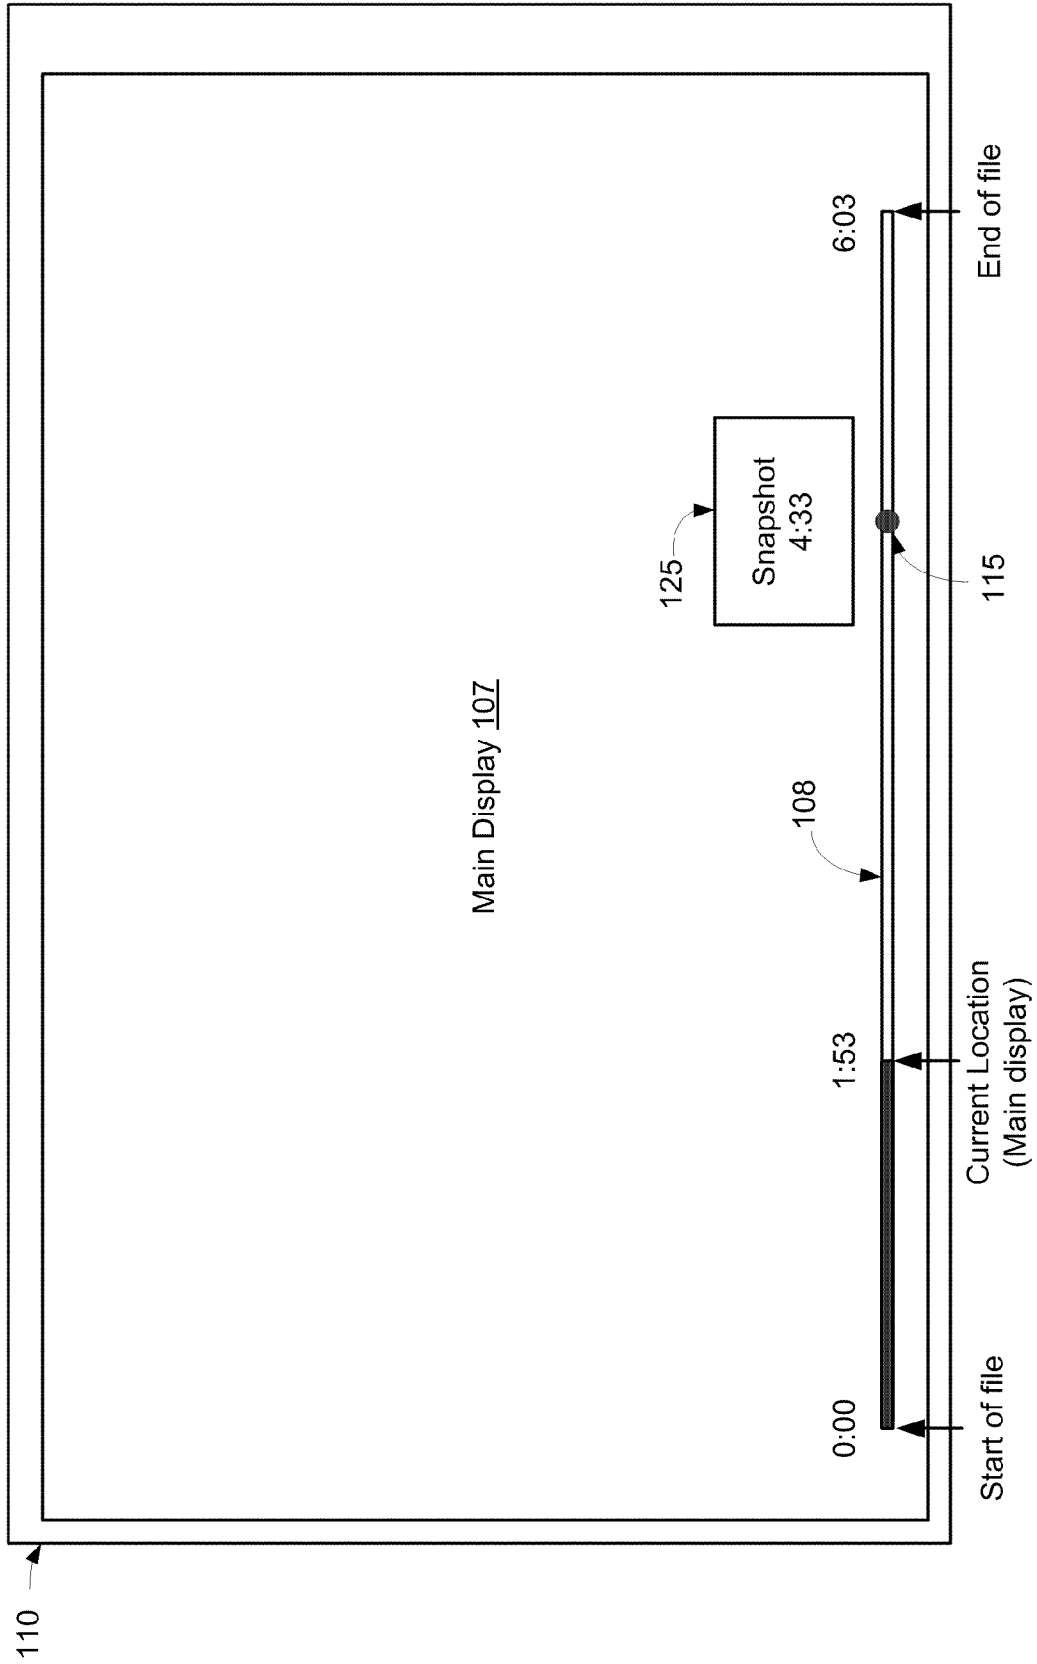 110
Main Display 107
125
Snapshot
4:33
108
0:00
1:53
6:03
115
Start of file
Current Location
(Main display)
End of file